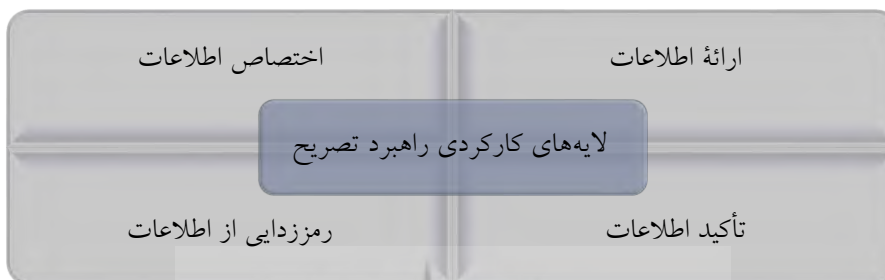 ارائهٔ اطلاعات
اختصاص اطلاعات
لایه‌های کارکردی راهبرد تصریح
تأکید اطلاعات
رمززدایی از اطلاعات